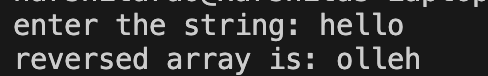 enter the string: hello
reversed array is: olleh